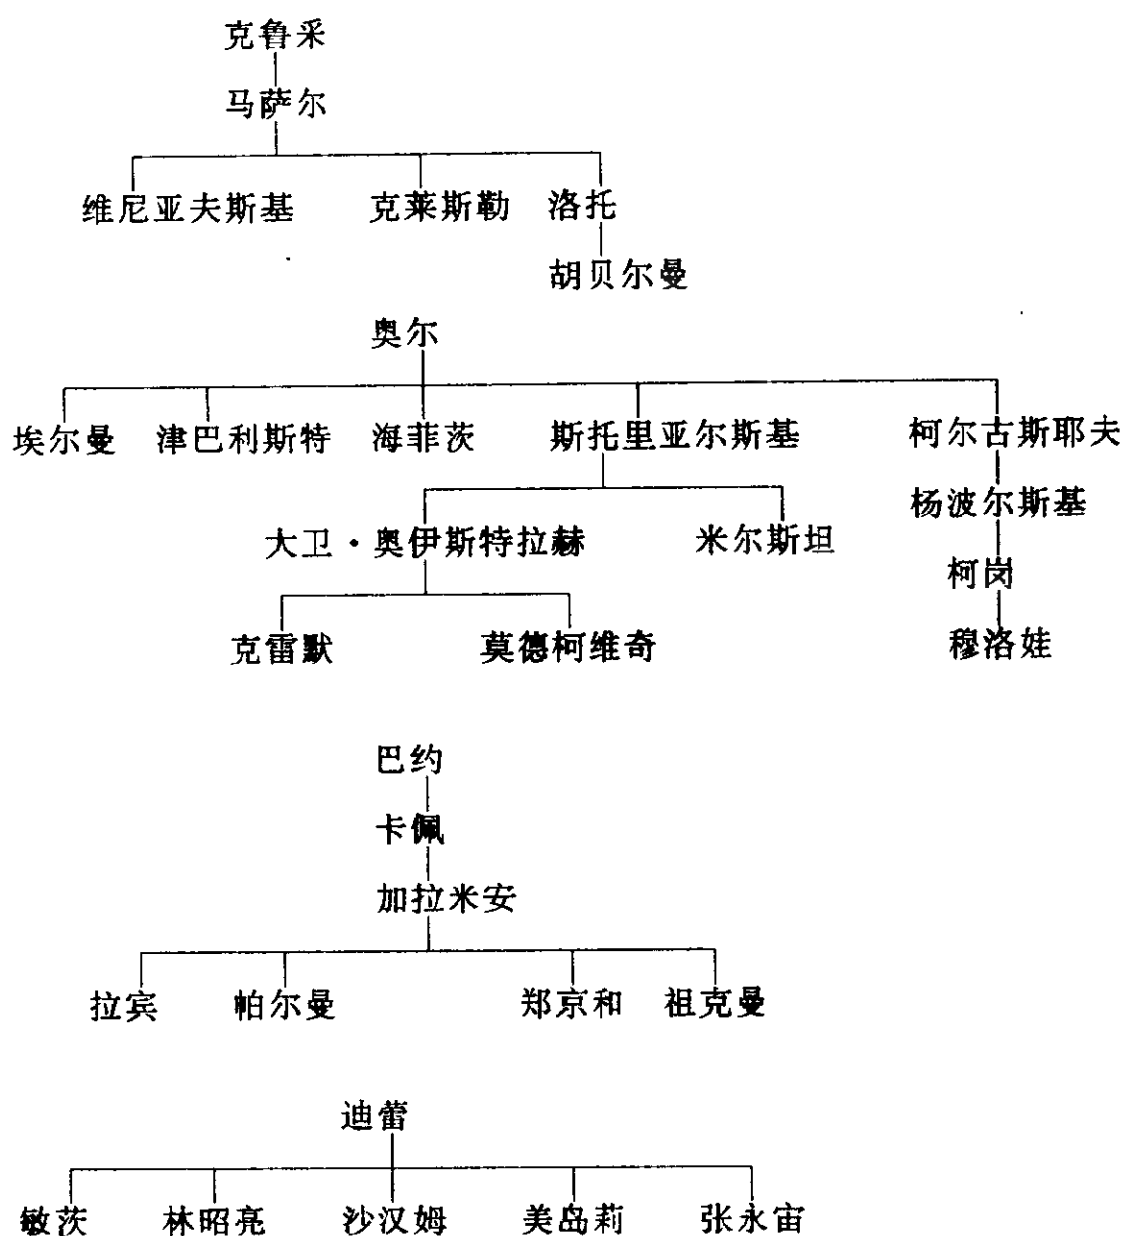 克鲁采
马萨尔
维尼亚夫斯基 克莱斯勒 洛托
胡贝尔曼
奥尔
埃尔曼 津巴利斯特 海菲茨 斯托里亚尔斯基 柯尔古斯耶夫
杨波尔斯基
大卫·奥伊斯特拉赫 米尔斯坦
柯岗
克雷默 莫德柯维奇 穆洛娃
巴约
卡佩
加拉米安
拉宾 帕尔曼 郑京和 祖克曼
迪蕾
敏茨 林昭亮 沙汉姆 美岛莉 张永宙